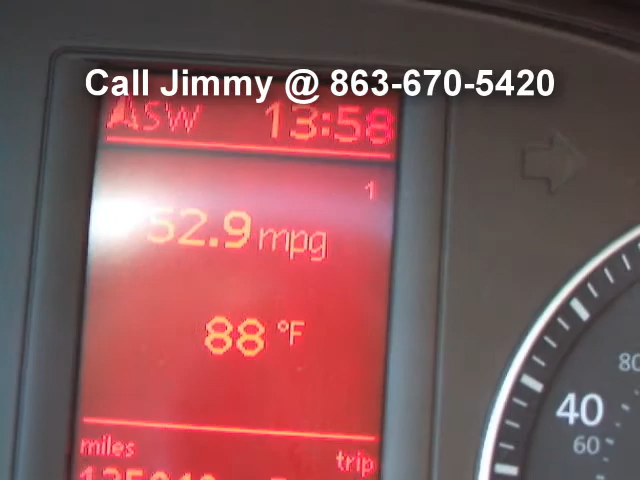 Call Jimmy @ 863-670-5420
SW 13:58
1
52.9 mpg
88 °F
80
40
60
miles trip